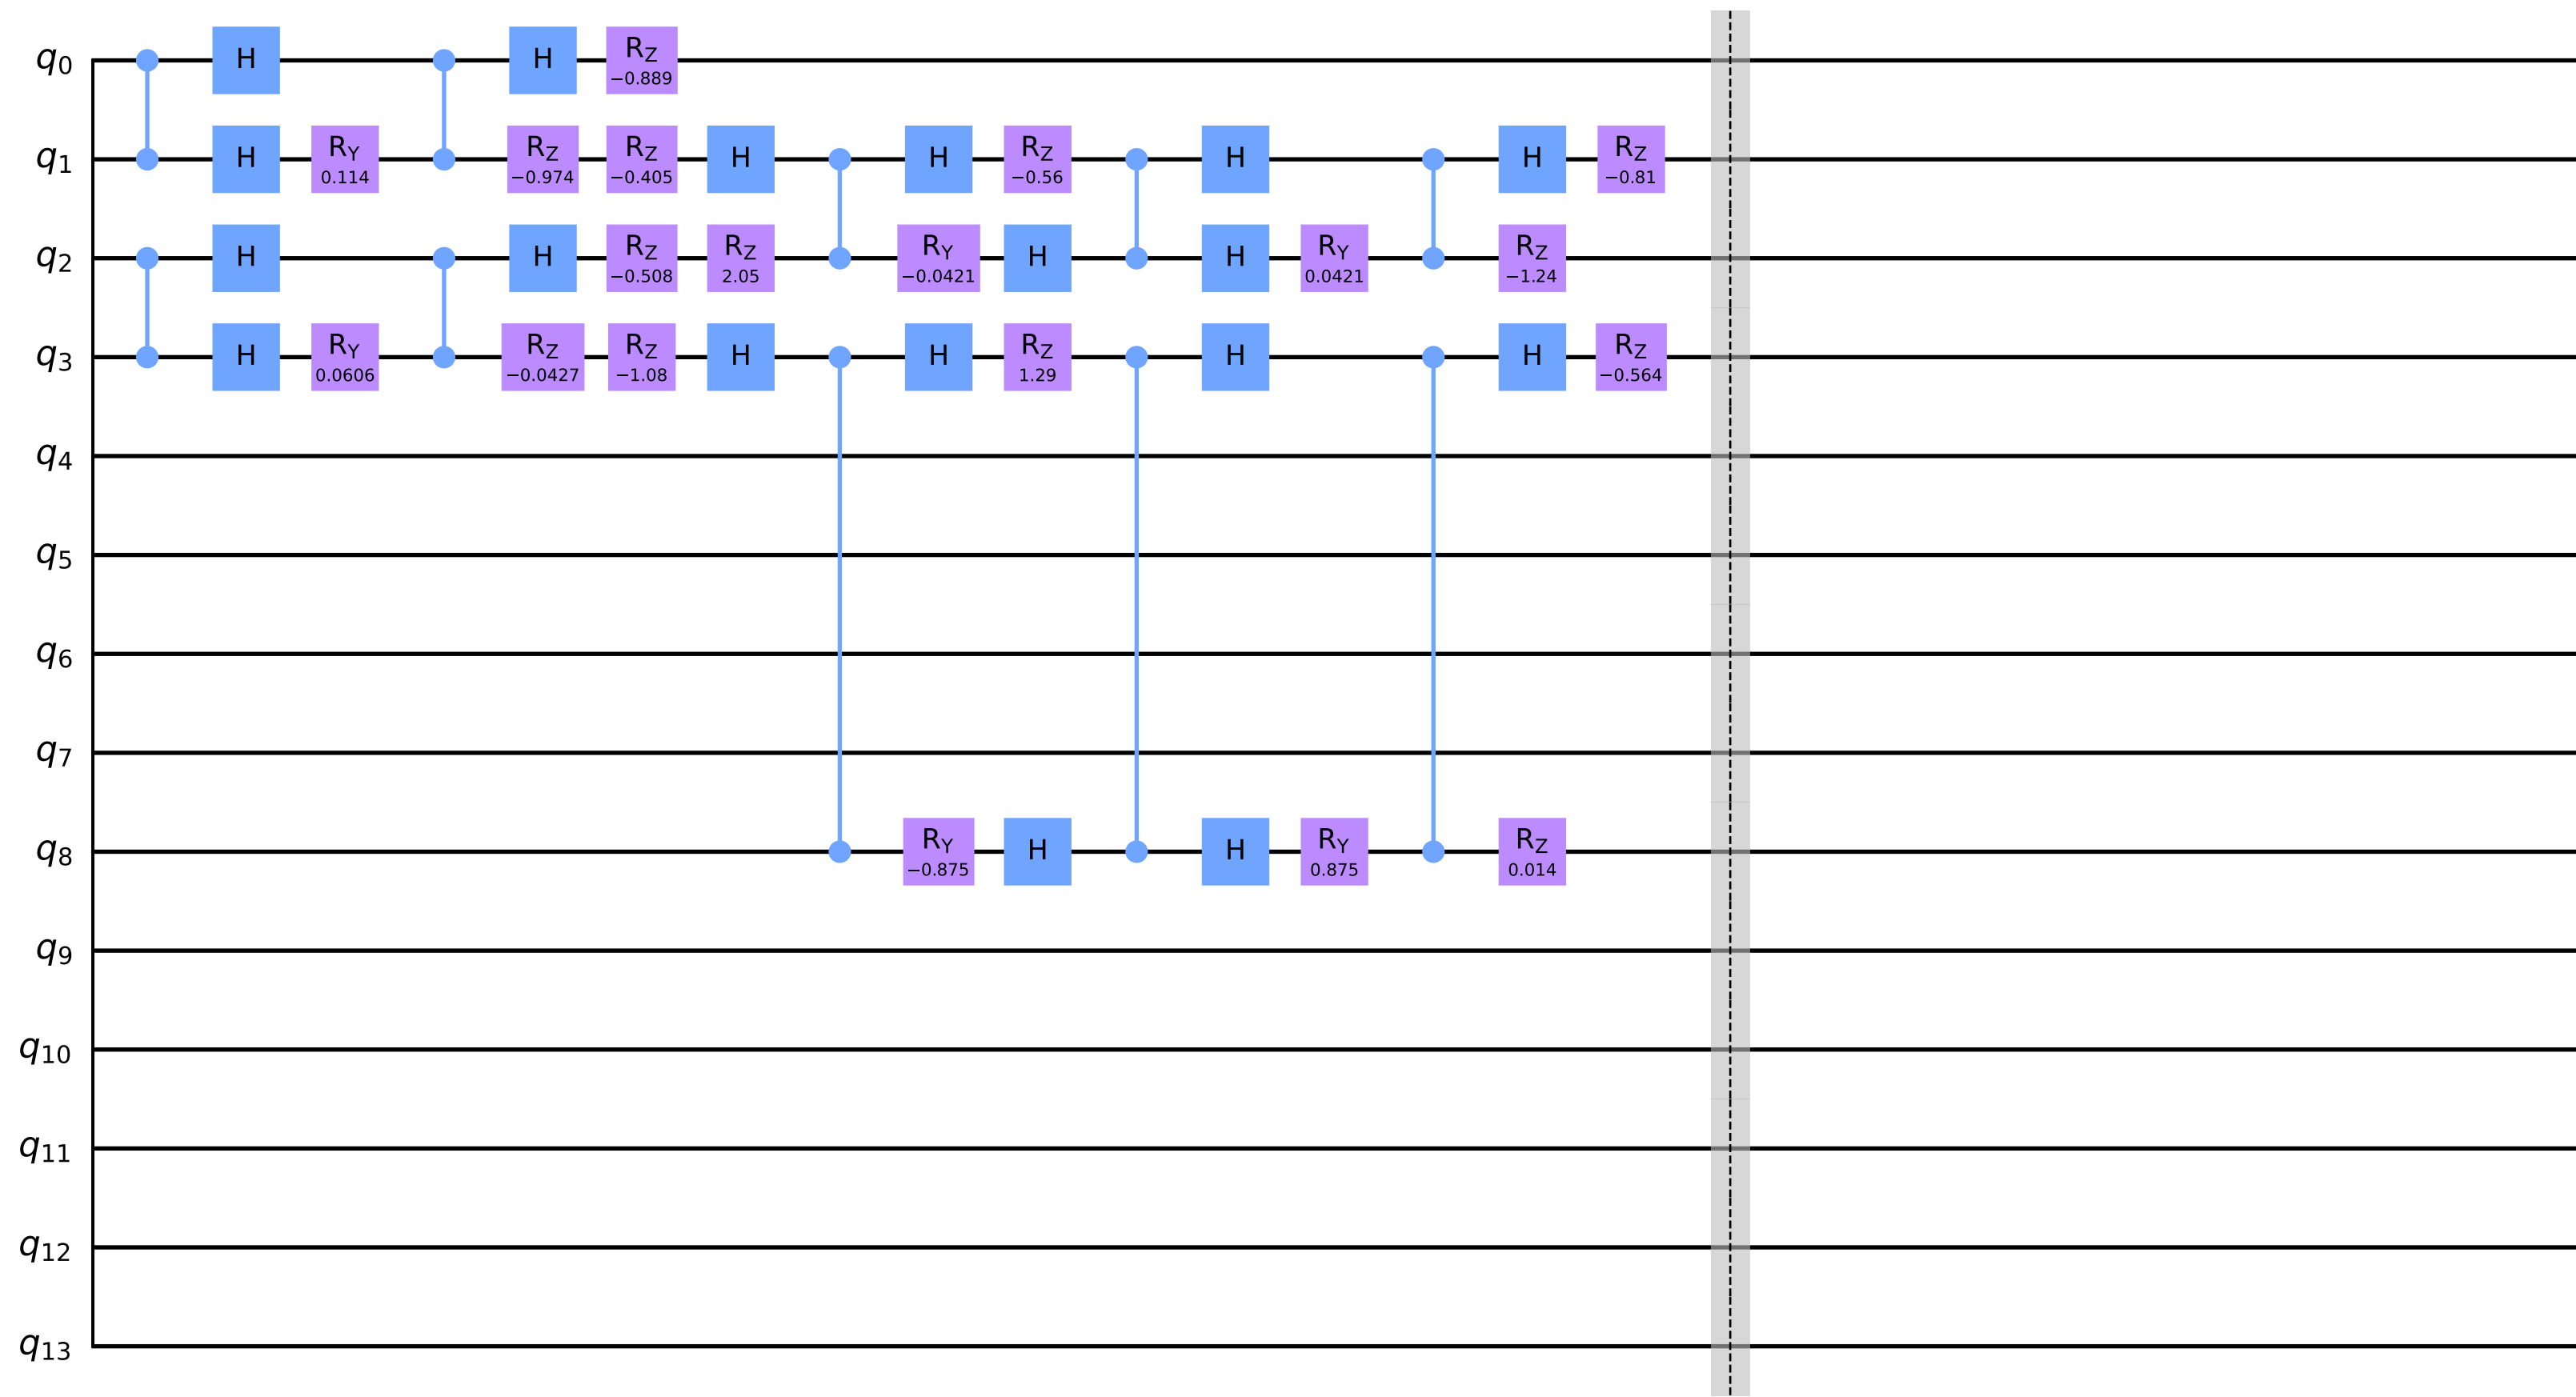 q0 H H RZ −0.889
q1 H RY 0.114 RZ −0.974 RZ −0.405 H H RZ −0.56 H H RZ −0.81
q2 H H RZ −0.508 RZ 2.05 RY −0.0421 H H RY 0.0421 RZ −1.24
q3 H RY 0.0606 RZ −0.0427 RZ −1.08 H H RZ 1.29 H H RZ −0.564
q4
q5
q6
q7
q8 RY −0.875 H H RY 0.875 RZ 0.014
q9
q10
q11
q12
q13